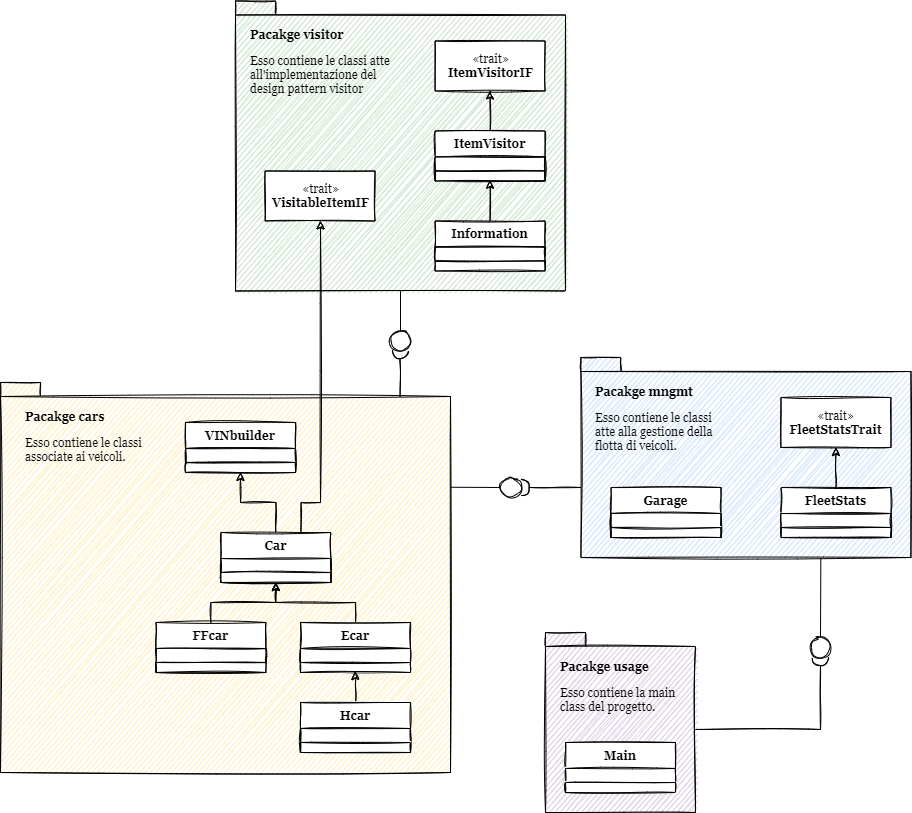 Pacakge visitor
Esso contiene le classi atte
all'implementazione del
design pattern visitor
«trait»
ItemVisitorIF
ItemVisitor
«trait»
VisitableItemIF
Information
Pacakge cars
Esso contiene le classi
associate ai veicoli.
VINbuilder
Car
FFcar
Ecar
Hcar
Pacakge mngmt
Esso contiene le classi
atte alla gestione della
flotta di veicoli.
«trait»
FleetStatsTrait
Garage
FleetStats
Pacakge usage
Esso contiene la main
class del progetto.
Main